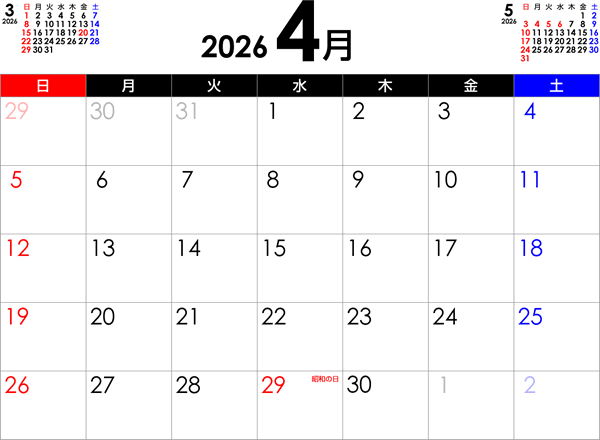 3
2026
日 月 火 水 木 金 土
1 2 3 4 5 6 7
8 9 10 11 12 13 14
15 16 17 18 19 20 21
22 23 24 25 26 27 28
29 30 31
2026 4月
5
2026
日 月 火 水 木 金 土
1 2
3 4 5 6 7 8 9
10 11 12 13 14 15 16
17 18 19 20 21 22 23
24 25 26 27 28 29 30
31
日 月 火 水 木 金 土
29 30 31 1 2 3 4
5 6 7 8 9 10 11
12 13 14 15 16 17 18
19 20 21 22 23 24 25
26 27 28 29 昭和の日 30 1 2